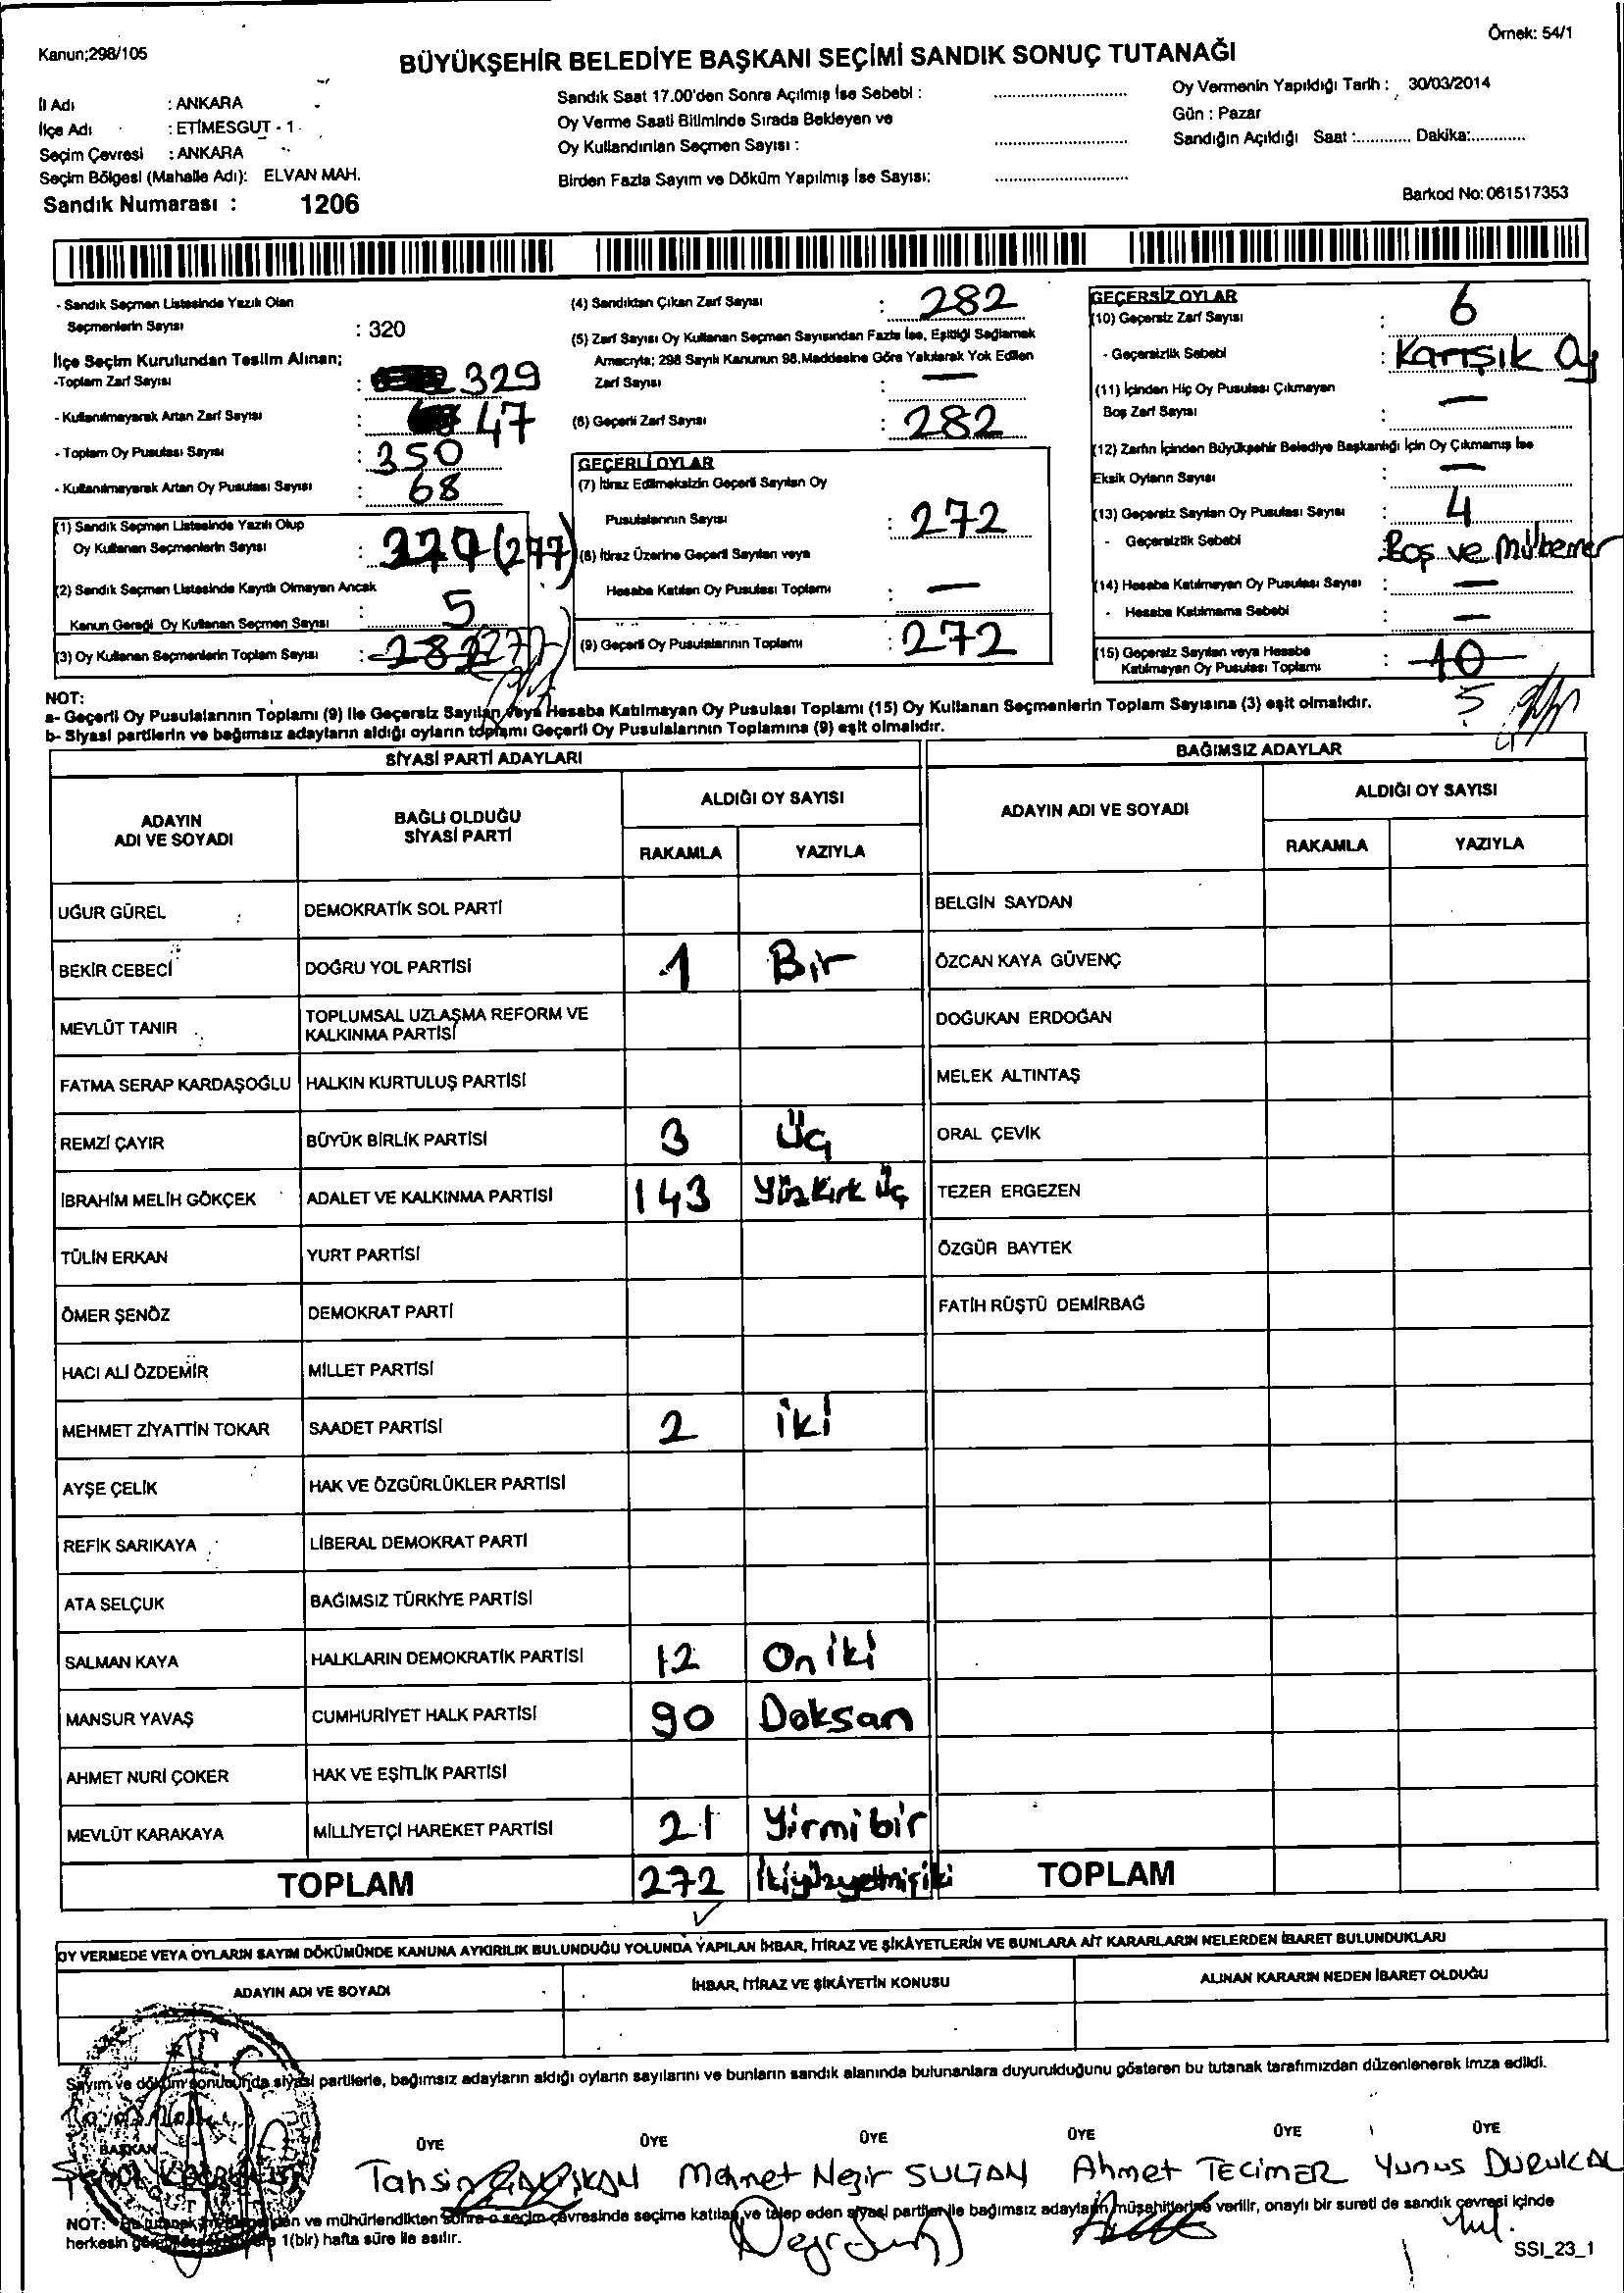 Kanun;298/105
Örnek: 54/1
BÜYÜKŞEHİR BELEDİYE BAŞKANI SEÇİMİ SANDIK SONUÇ TUTANAĞI
İl Adı : ANKARA
İlçe Adı : ETİMESGUT - 1
Seçim Çevresi : ANKARA
Seçim Bölgesi (Mahalle Adı): ELVAN MAH.
Sandık Numarası : 1206
Sandık Saat 17.00'den Sonra Açılmış İse Sebebi :
Oy Verme Saati Bitiminde Sırada Bekleyen ve
Oy Kullandırılan Seçmen Sayısı :
Birden Fazla Sayım ve Döküm Yapılmış İse Sayısı:
Oy Vermenin Yapıldığı Tarih : 30/03/2014
Gün : Pazar
Sandığın Açıldığı Saat :............ Dakika:............
Barkod No: 061517353
- Sandık Seçmen Listesinde Yazılı Olan
Seçmenlerin Sayısı : 320
İlçe Seçim Kurulundan Teslim Alınan;
-Toplam Zarf Sayısı : 329
- Kullanılmayarak Artan Zarf Sayısı : 47
- Toplam Oy Pusulası Sayısı : 350
- Kullanılmayarak Artan Oy Pusulası Sayısı : 68
(1) Sandık Seçmen Listesinde Yazılı Olup
Oy Kullanan Seçmenlerin Sayısı : (277)
(2) Sandık Seçmen Listesinde Kayıtlı Olmayan Ancak
Kanun Gereği Oy Kullanan Seçmen Sayısı : 5
(3) Oy Kullanan Seçmenlerin Toplam Sayısı :
(4) Sandıktan Çıkan Zarf Sayısı : 282
(5) Zarf Sayısı Oy Kullanan Seçmen Sayısından Fazla İse, Eşitliği Sağlamak
Amacıyla; 298 Sayılı Kanunun 98.Maddesine Göre Yakılarak Yok Edilen
Zarf Sayısı : —
(6) Geçerli Zarf Sayısı : 282
GEÇERLİ OYLAR
(7) İtiraz Edilmeksizin Geçerli Sayılan Oy
Pusulalarının Sayısı : 272
(8) İtiraz Üzerine Geçerli Sayılan veya
Hesaba Katılan Oy Pusulası Toplamı : —
(9) Geçerli Oy Pusulalarının Toplamı : 272
GEÇERSİZ OYLAR
(10) Geçersiz Zarf Sayısı : 6
- Geçersizlik Sebebi : Karışık Oy
(11) İçinden Hiç Oy Pusulası Çıkmayan
Boş Zarf Sayısı : —
(12) Zarfın İçinden Büyükşehir Belediye Başkanlığı İçin Oy Çıkmamış İse
Eksik Oyların Sayısı : —
(13) Geçersiz Sayılan Oy Pusulası Sayısı : 4
- Geçersizlik Sebebi : Boş ve
(14) Hesaba Katılmayan Oy Pusulası Sayısı : —
- Hesaba Katılmama Sebebi : —
(15) Geçersiz Sayılan veya Hesaba
Katılmayan Oy Pusulası Toplamı : 10
5
NOT:
a- Geçerli Oy Pusulalarının Toplamı (9) İle Geçersiz Sayılan veya Hesaba Katılmayan Oy Pusulası Toplamı (15) Oy Kullanan Seçmenlerin Toplam Sayısına (3) eşit olmalıdır.
b- Siyasi partilerin ve bağımsız adayların aldığı oyların toplamı Geçerli Oy Pusulalarının Toplamına (9) eşit olmalıdır.
SİYASİ PARTİ ADAYLARI
BAĞIMSIZ ADAYLAR
ADAYIN ADI VE SOYADI
BAĞLI OLDUĞU SİYASİ PARTİ
ALDIĞI OY SAYISI
RAKAMLA YAZIYLA
ADAYIN ADI VE SOYADI
ALDIĞI OY SAYISI
RAKAMLA YAZIYLA
UĞUR GÜREL DEMOKRATİK SOL PARTİ BELGİN SAYDAN
BEKİR CEBECİ DOĞRU YOL PARTİSİ 1 Bir ÖZCAN KAYA GÜVENÇ
MEVLÜT TANIR TOPLUMSAL UZLAŞMA REFORM VE KALKINMA PARTİSİ DOĞUKAN ERDOĞAN
FATMA SERAP KARDAŞOĞLU HALKIN KURTULUŞ PARTİSİ MELEK ALTINTAŞ
REMZİ ÇAYIR BÜYÜK BİRLİK PARTİSİ 3 Üç ORAL ÇEVİK
İBRAHİM MELİH GÖKÇEK ADALET VE KALKINMA PARTİSİ 143 Yüzkırk üç TEZER ERGEZEN
TÜLİN ERKAN YURT PARTİSİ ÖZGÜR BAYTEK
ÖMER ŞENÖZ DEMOKRAT PARTİ FATİH RÜŞTÜ DEMİRBAĞ
HACI ALİ ÖZDEMİR MİLLET PARTİSİ
MEHMET ZİYATTİN TOKAR SAADET PARTİSİ 2 iki
AYŞE ÇELİK HAK VE ÖZGÜRLÜKLER PARTİSİ
REFİK SARIKAYA LİBERAL DEMOKRAT PARTİ
ATA SELÇUK BAĞIMSIZ TÜRKİYE PARTİSİ
SALMAN KAYA HALKLARIN DEMOKRATİK PARTİSİ 12 On iki
MANSUR YAVAŞ CUMHURİYET HALK PARTİSİ 90 Doksan
AHMET NURİ ÇOKER HAK VE EŞİTLİK PARTİSİ
MEVLÜT KARAKAYA MİLLİYETÇİ HAREKET PARTİSİ 21 Yirmi bir
TOPLAM 272 İkiyüzyetmişiki TOPLAM
OY VERMEDE VEYA OYLARIN SAYIM DÖKÜMÜNDE KANUNA AYKIRILIK BULUNDUĞU YOLUNDA YAPILAN İHBAR, İTİRAZ VE ŞİKÂYETLERİN VE BUNLARA AİT KARARLARIN NELERDEN İBARET BULUNDUKLARI
ADAYIN ADI VE SOYADI İHBAR, İTİRAZ VE ŞİKÂYETİN KONUSU ALINAN KARARIN NEDEN İBARET OLDUĞU
Sayım ve döküm sonucunda siyasi partilerle, bağımsız adayların aldığı oyların sayılarını ve bunların sandık alanında bulunanlara duyurulduğunu gösteren bu tutanak tarafımızdan düzenlenerek imza edildi.
BAŞKAN ÜYE ÜYE ÜYE ÜYE ÜYE ÜYE
Tahsin ÇALIŞKAN Mehmet Nezir SULTAN Ahmet TECİMER Yunus DURUKAL
NOT: ve mühürlendikten sonra o seçim çevresinde seçime katılan ve talep eden siyasi partiler ile bağımsız adayların müşahitlerine verilir, onaylı bir sureti de sandık çevresi içinde
herkesin 1(bir) hafta süre ile asılır.
SSI_23_1